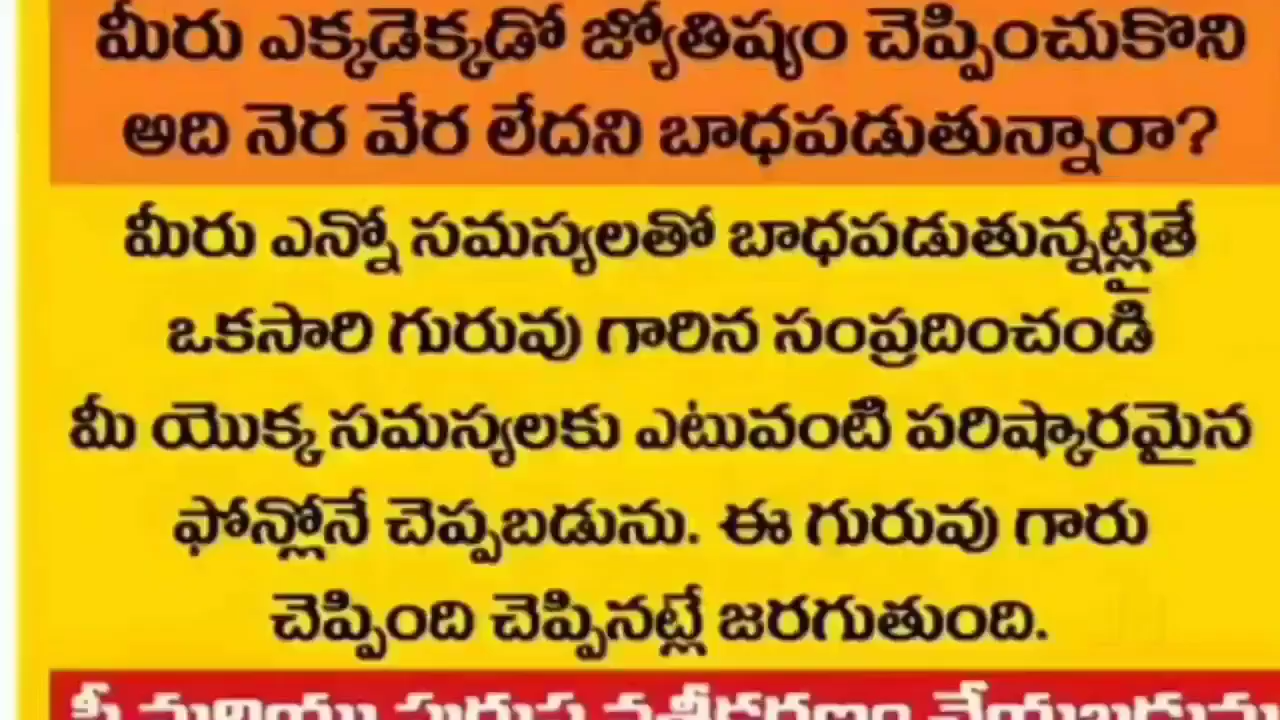 మీరు ఎక్కడెక్కడో జ్యోతిష్యం చెప్పించుకొని
అది నెర వేర లేదని బాధపడుతున్నారా?
మీరు ఎన్నో సమస్యలతో బాధపడుతున్నట్లైతే
ఒకసారి గురువు గారిన సంప్రదించండి
మీ యొక్క సమస్యలకు ఎటువంటి పరిష్కారమైన
ఫోన్లోనే చెప్పబడును. ఈ గురువు గారు
చెప్పింది చెప్పినట్లే జరగుతుంది.